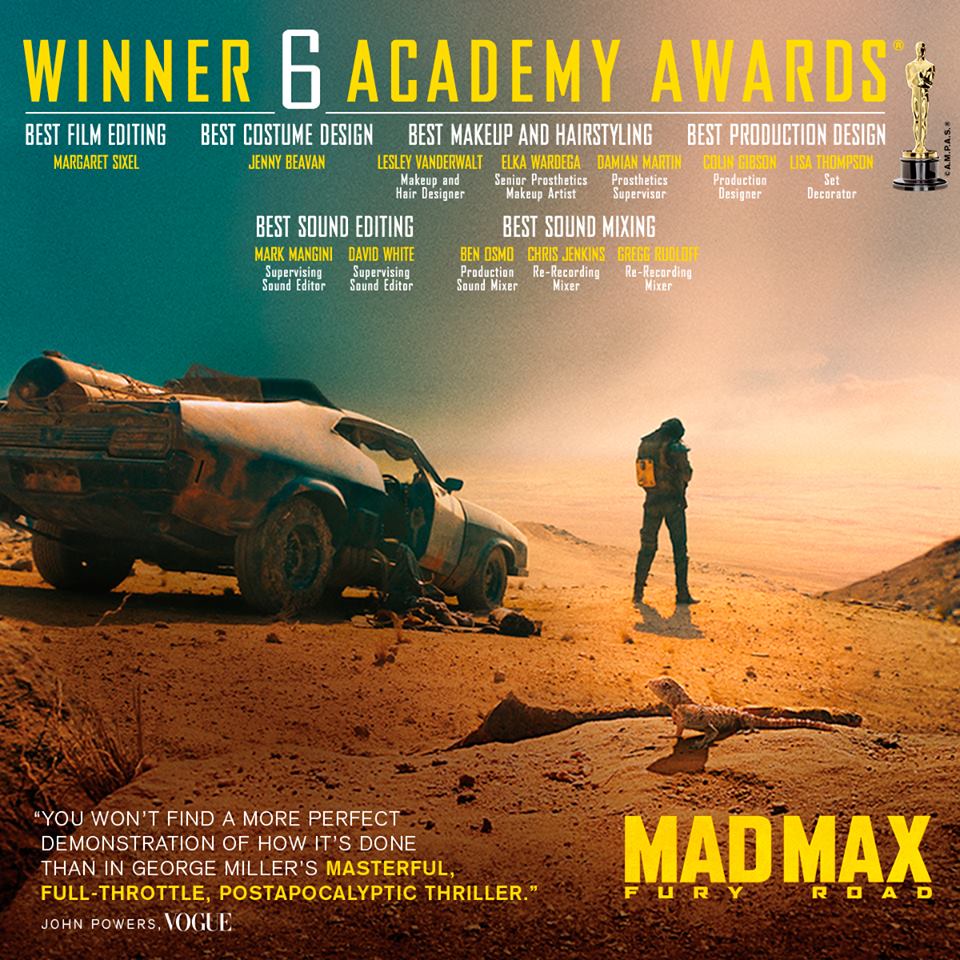 WINNER 6 ACADEMY AWARDS®
BEST FILM EDITING BEST COSTUME DESIGN BEST MAKEUP AND HAIRSTYLING BEST PRODUCTION DESIGN
MARGARET SIXEL JENNY BEAVAN LESLEY VANDERWALT ELKA WARDEGA DAMIAN MARTIN COLIN GIBSON LISA THOMPSON
Makeup and Senior Prosthetics Prosthetics Production Set
Hair Designer Makeup Artist Supervisor Designer Decorator
©A.M.P.A.S.®
BEST SOUND EDITING BEST SOUND MIXING
MARK MANGINI DAVID WHITE BEN OSMO CHRIS JENKINS GREGG RUDLOFF
Supervising Supervising Production Re-Recording Re-Recording
Sound Editor Sound Editor Sound Mixer Mixer Mixer
“YOU WON’T FIND A MORE PERFECT
DEMONSTRATION OF HOW IT’S DONE
THAN IN GEORGE MILLER’S MASTERFUL,
FULL-THROTTLE, POSTAPOCALYPTIC THRILLER.”
JOHN POWERS, VOGUE
MAD MAX
FURY ROAD